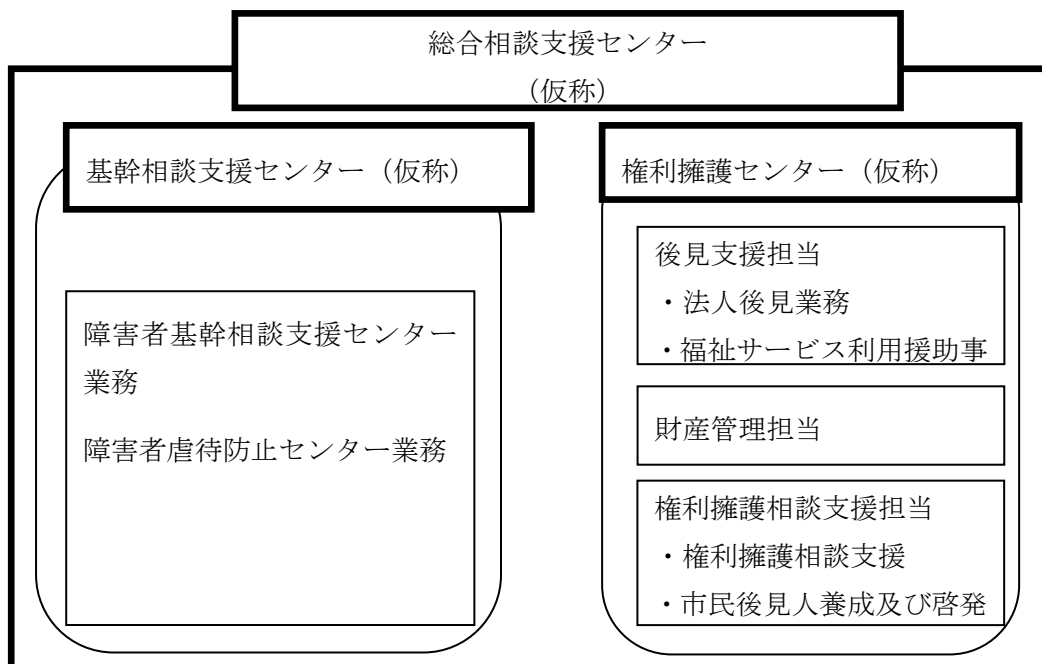 総合相談支援センター
（仮称）
基幹相談支援センター（仮称）
障害者基幹相談支援センター
業務
障害者虐待防止センター業務
権利擁護センター（仮称）
後見支援担当
・法人後見業務
・福祉サービス利用援助事
財産管理担当
権利擁護相談支援担当
・権利擁護相談支援
・市民後見人養成及び啓発